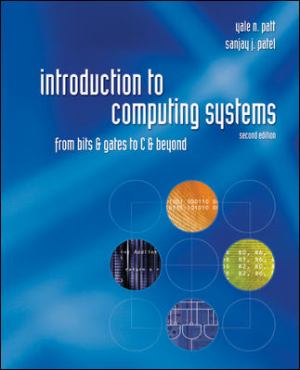 yale n. patt
sanjay j. patel
introduction to
computing systems
second edition
from bits & gates to C & beyond